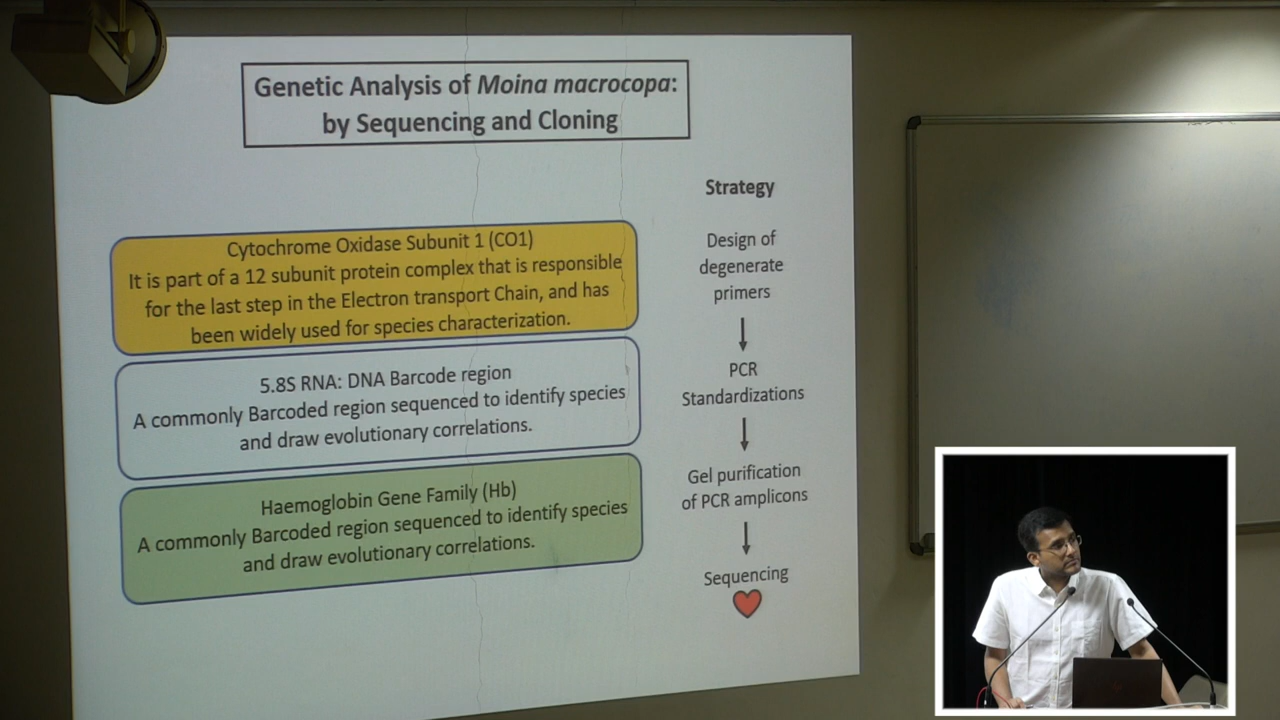 Genetic Analysis of Moina macrocopa:
by Sequencing and Cloning
Cytochrome Oxidase Subunit 1 (CO1)
It is part of a 12 subunit protein complex that is responsible
for the last step in the Electron transport Chain, and has
been widely used for species characterization.
5.8S RNA: DNA Barcode region
A commonly Barcoded region sequenced to identify species
and draw evolutionary correlations.
Haemoglobin Gene Family (Hb)
A commonly Barcoded region sequenced to identify species
and draw evolutionary correlations.
Strategy
Design of
degenerate
primers
PCR
Standardizations
Gel purification
of PCR amplicons
Sequencing